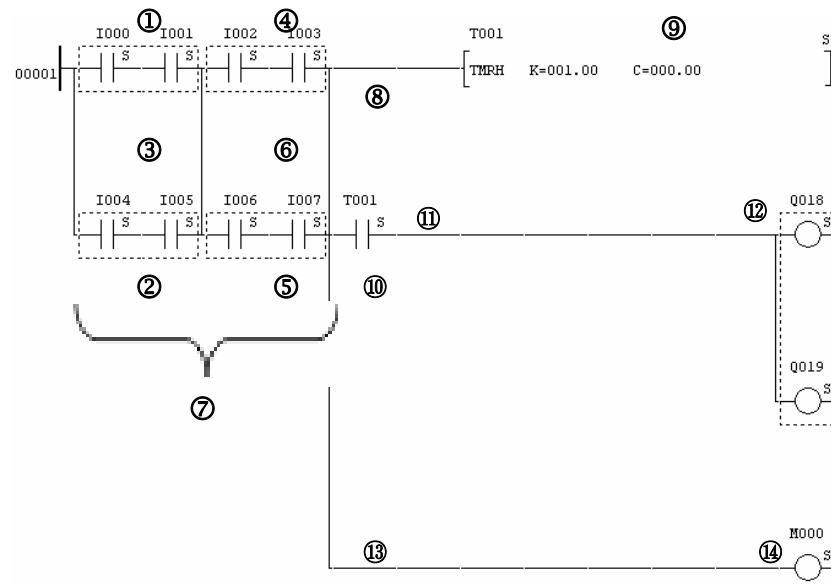 ① ④ ⑨
I000 I001 I002 I003 T001 S
S S S S
00001 TMRH K=001.00 C=000.00
⑧
③ ⑥
I004 I005 I006 I007 T001 ⑪ ⑫ Q018
S S S S S S
② ⑤ ⑩
Q019
S
⑦
M000
⑬ ⑭ S